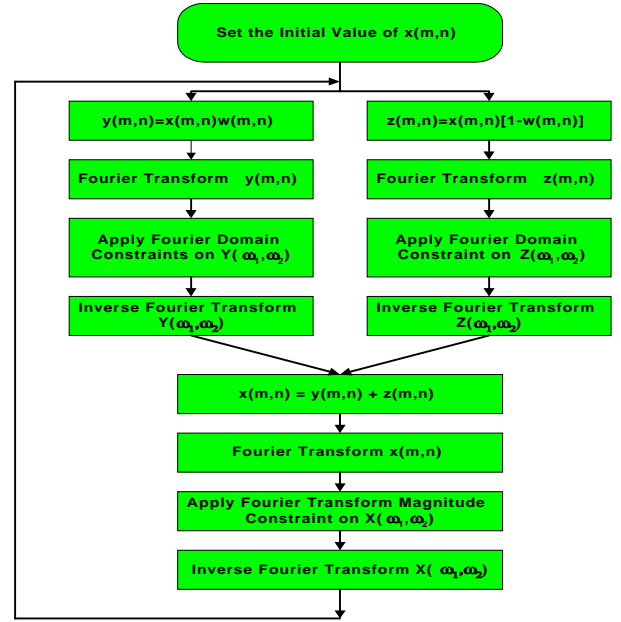 Set the Initial Value of x(m,n)
y(m,n)=x(m,n)w(m,n)
z(m,n)=x(m,n)[1-w(m,n)]
Fourier Transform y(m,n)
Fourier Transform z(m,n)
Apply Fourier Domain
Constraints on Y(ω₁,ω₂)
Apply Fourier Domain
Constraint on Z(ω₁,ω₂)
Inverse Fourier Transform
Y(ω₁,ω₂)
Inverse Fourier Transform
Z(ω₁,ω₂)
x(m,n) = y(m,n) + z(m,n)
Fourier Transform x(m,n)
Apply Fourier Transform Magnitude
Constraint on X(ω₁,ω₂)
Inverse Fourier Transform X( ω₁,ω₂)